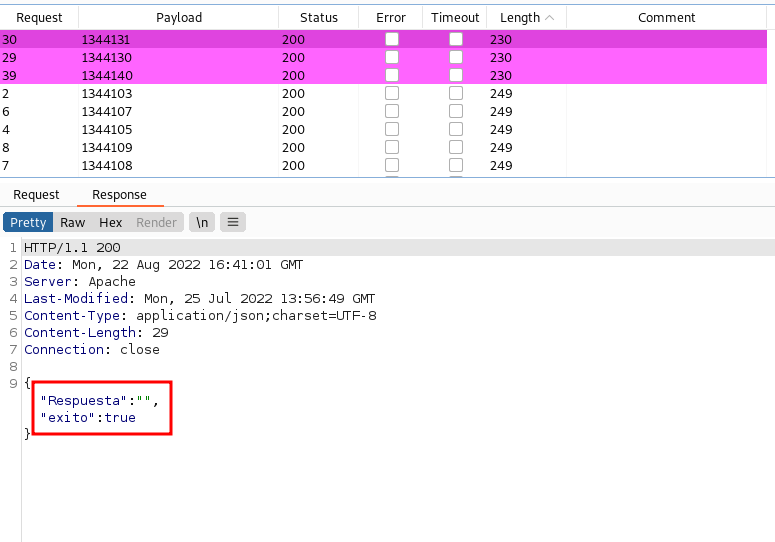 Request Payload Status Error Timeout Length Comment
30 1344131 200 230
29 1344130 200 230
39 1344140 200 230
2 1344103 200 249
6 1344107 200 249
4 1344105 200 249
8 1344109 200 249
7 1344108 200 249
Request Response
Pretty Raw Hex Render \n
1 HTTP/1.1 200
2 Date: Mon, 22 Aug 2022 16:41:01 GMT
3 Server: Apache
4 Last-Modified: Mon, 25 Jul 2022 13:56:49 GMT
5 Content-Type: application/json;charset=UTF-8
6 Content-Length: 29
7 Connection: close
8
9 {
"Respuesta":"",
"exito":true
}